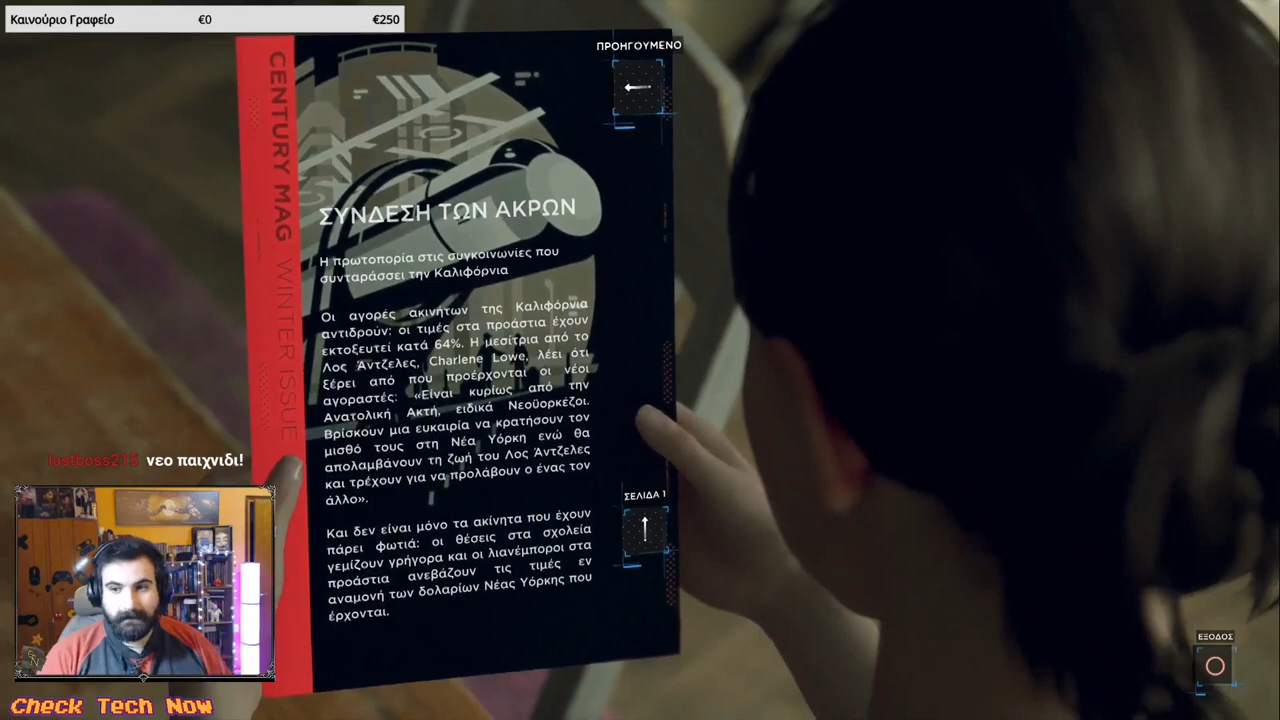 Καινούριο Γραφείο €0 €250
ΠΡΟΗΓΟΥΜΕΝΟ
CENTURY MAG WINTER ISSUE
ΣΥΝΔΕΣΗ ΤΩΝ ΑΚΡΩΝ
Η πρωτοπορία στις συγκοινωνίες που
συνταράσσει την Καλιφόρνια
Οι αγορές ακινήτων της Καλιφόρνια
αντιδρούν: οι τιμές στα προάστια έχουν
εκτοξευτεί κατά 64%. Η μεσίτρια από το
Λος Άντζελες, Charlene Lowe, λέει ότι
ξέρει από που προέρχονται οι νέοι
αγοραστές: «Είναι κυρίως από την
Ανατολική Ακτή, ειδικά Νεοϋορκέζοι.
Βρίσκουν μια ευκαιρία να κρατήσουν τον
μισθό τους στη Νέα Υόρκη ενώ θα
απολαμβάνουν τη ζωή του Λος Άντζελες
και τρέχουν για να προλάβουν ο ένας τον
άλλο».
Και δεν είναι μόνο τα ακίνητα που έχουν
πάρει φωτιά: οι θέσεις στα σχολεία
γεμίζουν γρήγορα και οι λιανέμποροι στα
προάστια ανεβάζουν τις τιμές εν
αναμονή των δολαρίων Νέας Υόρκης που
έρχονται.
ΣΕΛΙΔΑ 1
lastboss215 νεο παιχνιδι!
ΕΞΟΔΟΣ
Check Tech Now